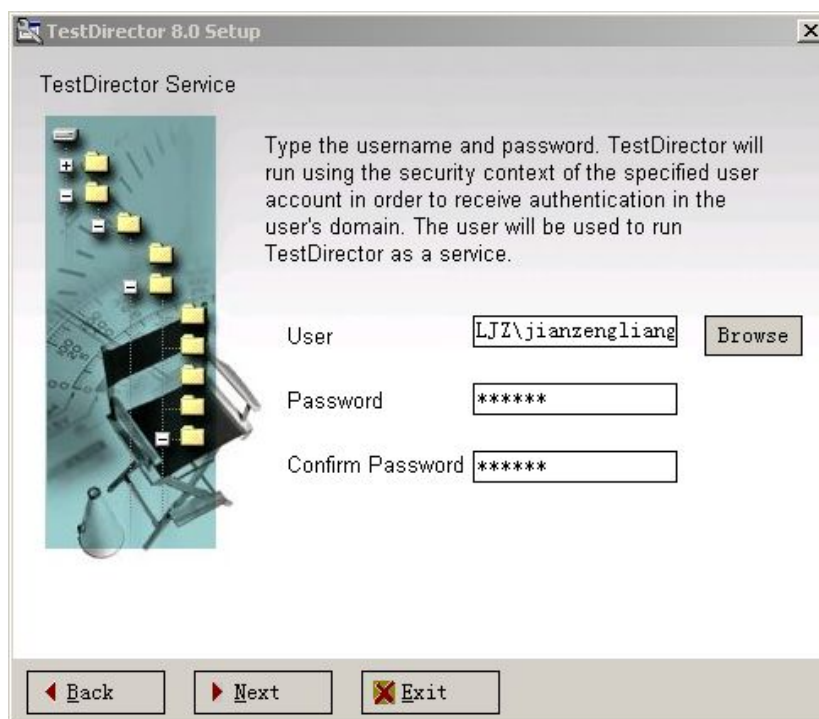 TestDirector 8.0 Setup
TestDirector Service
Type the username and password. TestDirector will
run using the security context of the specified user
account in order to receive authentication in the
user's domain. The user will be used to run
TestDirector as a service.
User LJZ\jianzengliang Browse
Password ******
Confirm Password ******
Back Next Exit